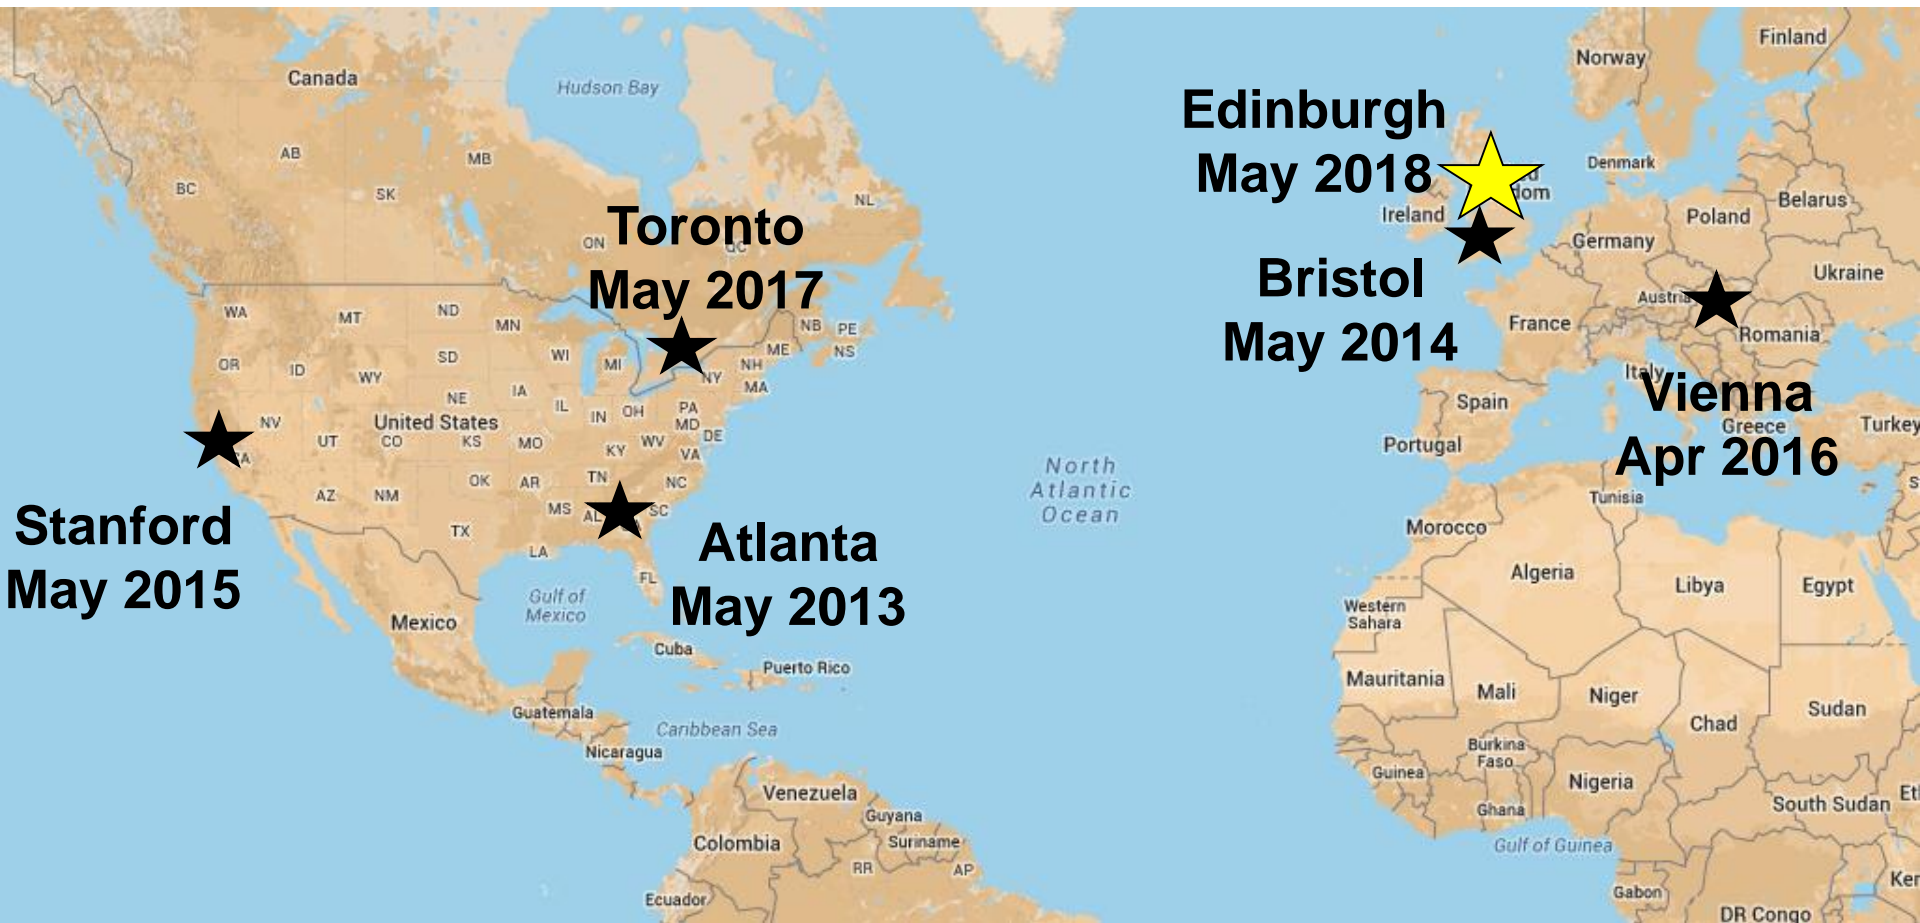 Finland
Norway
Canada
Hudson Bay
Edinburgh
May 2018
AB
MB
Denmark
BC
SK
NL
dom
Belarus
Ireland
Poland
Toronto
May 2017
ON
QC
Germany
Bristol
May 2014
Ukraine
Austria
WA
MT
ND
MN
NB
PE
France
Romania
OR
ID
SD
WI
MI
ME
NS
NH
WY
NY
MA
Italy
Vienna
Apr 2016
NE
IA
IL
IN
OH
PA
MD
DE
Spain
NV
United States
UT
CO
KS
MO
KY
WV
VA
Portugal
Greece
Turkey
North
Atlantic
Ocean
OK
AR
TN
NC
AZ
NM
MS
AL
SC
Tunisia
Stanford
May 2015
TX
LA
Atlanta
May 2013
Morocco
FL
Gulf of
Mexico
Algeria
Libya
Egypt
Western
Sahara
Mexico
Cuba
Puerto Rico
Mauritania
Mali
Niger
Chad
Sudan
Guatemala
Caribbean Sea
Nicaragua
Burkina
Faso
Guinea
Nigeria
Venezuela
Guyana
Ghana
South Sudan
Et
Colombia
Suriname
Gulf of Guinea
RR
AP
Ecuador
Gabon
Ker
DR Congo